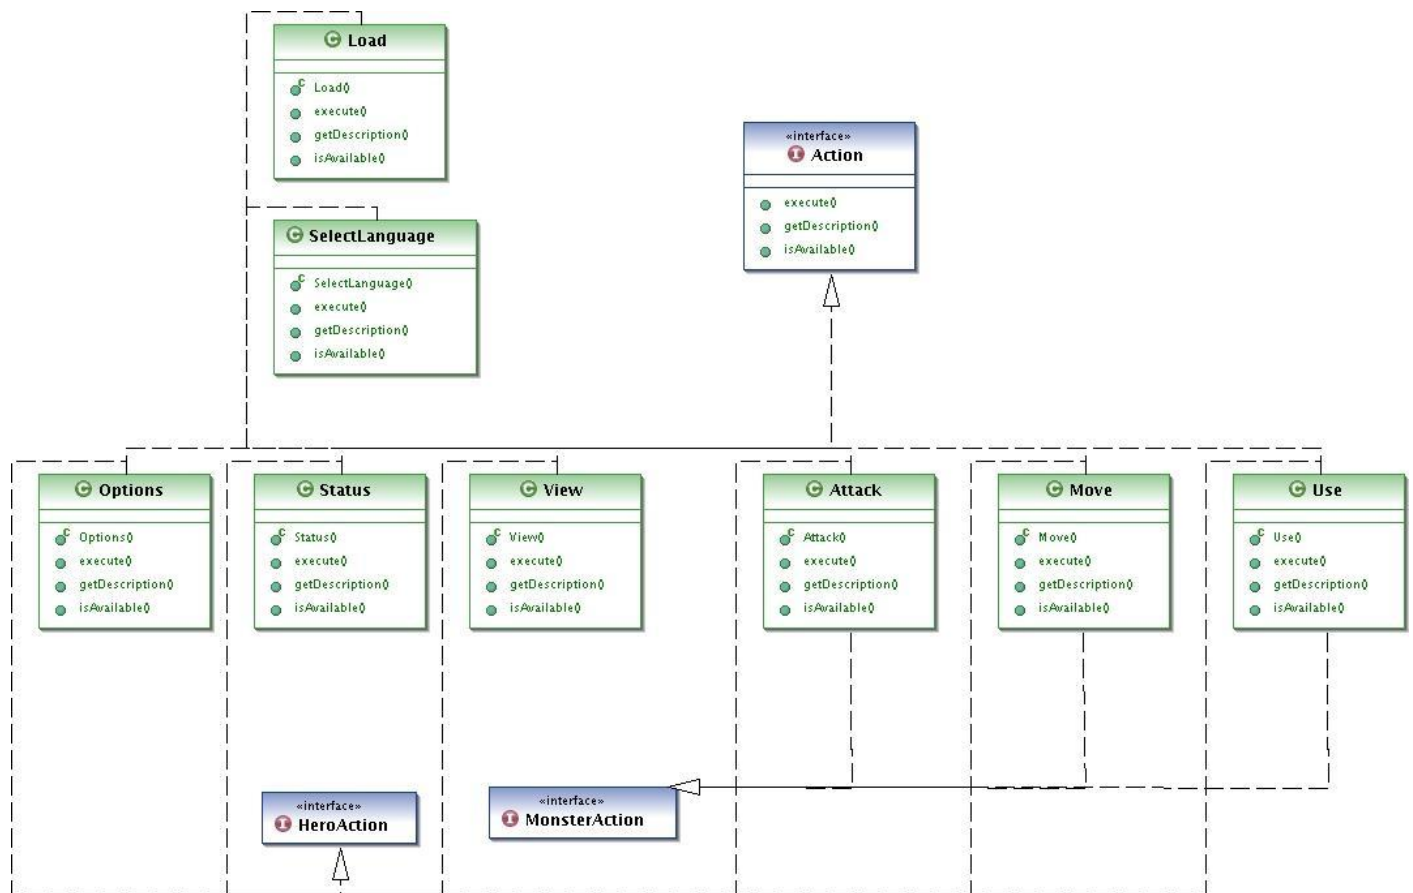 Load
Load()
execute()
getDescription()
isAvailable()
«interface»
Action
execute()
getDescription()
isAvailable()
SelectLanguage
SelectLanguage()
execute()
getDescription()
isAvailable()
Options
Options()
execute()
getDescription()
isAvailable()
Status
Status()
execute()
getDescription()
isAvailable()
View
View()
execute()
getDescription()
isAvailable()
Attack
Attack()
execute()
getDescription()
isAvailable()
Move
Move()
execute()
getDescription()
isAvailable()
Use
Use()
execute()
getDescription()
isAvailable()
«interface»
HeroAction
«interface»
MonsterAction